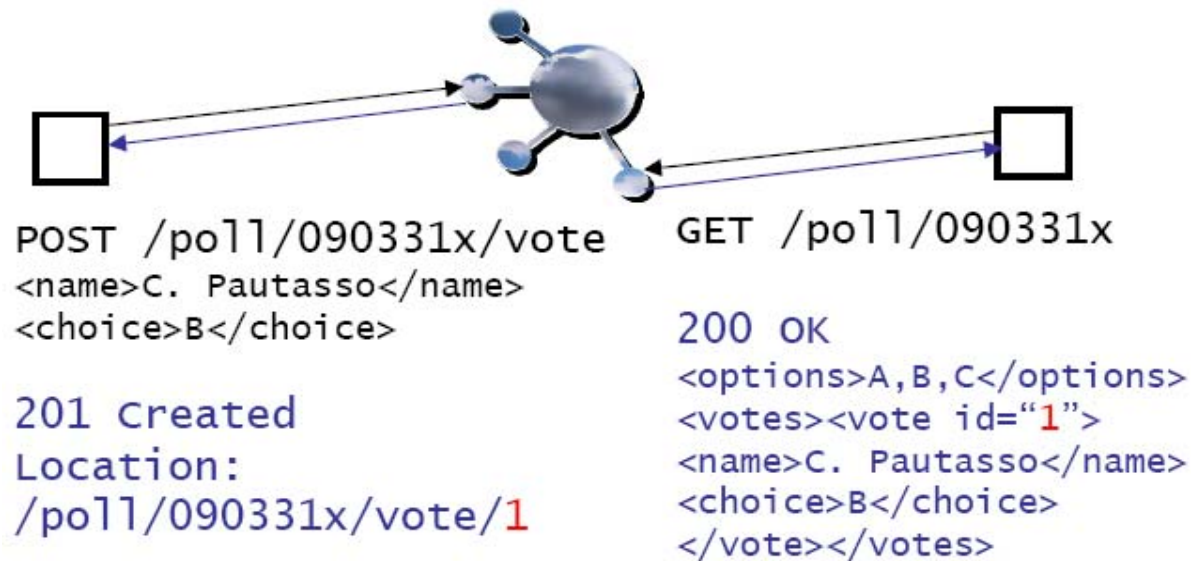 POST /poll/090331x/vote
<name>C. Pautasso</name>
<choice>B</choice>
201 Created
Location:
/poll/090331x/vote/1
GET /poll/090331x
200 OK
<options>A,B,C</options>
<votes><vote id=“1”>
<name>C. Pautasso</name>
<choice>B</choice>
</vote></votes>